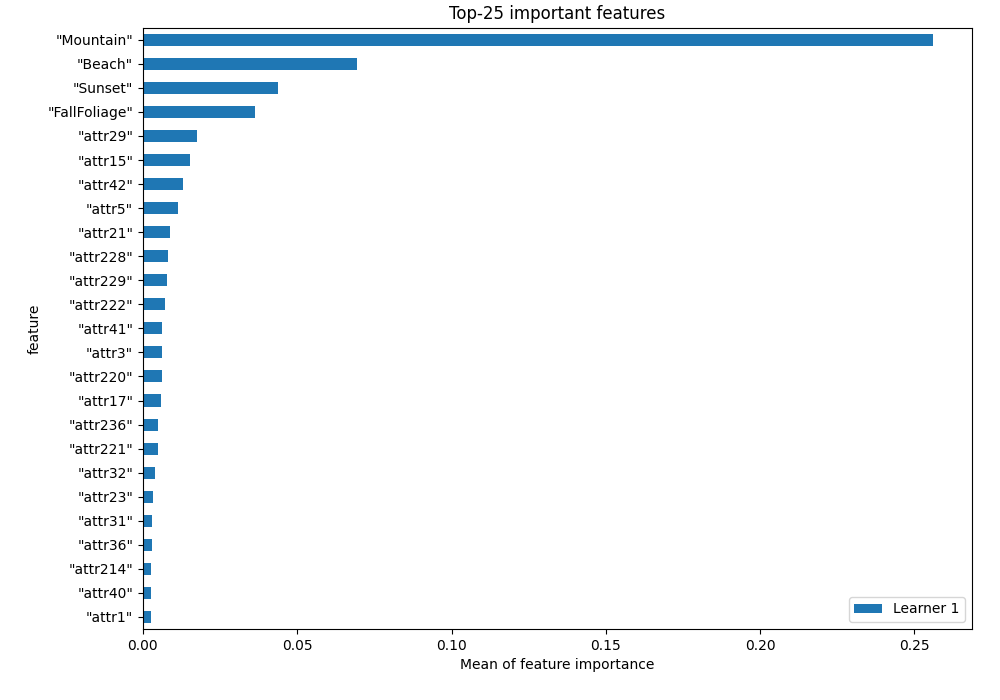 Top-25 important features
"Mountain"
"Beach"
"Sunset"
"FallFoliage"
"attr29"
"attr15"
"attr42"
"attr5"
"attr21"
"attr228"
"attr229"
"attr222"
"attr41"
"attr3"
"attr220"
"attr17"
"attr236"
"attr221"
"attr32"
"attr23"
"attr31"
"attr36"
"attr214"
"attr40"
"attr1"
feature
Learner 1
0.00 0.05 0.10 0.15 0.20 0.25
Mean of feature importance